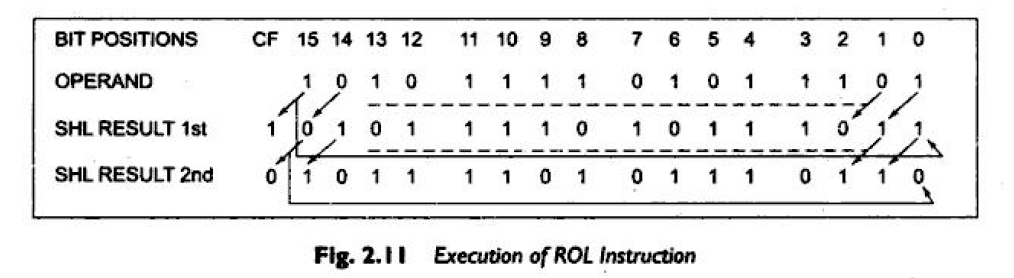 BIT POSITIONS CF 15 14 13 12 11 10 9 8 7 6 5 4 3 2 1 0
OPERAND 1 0 1 0 1 1 1 1 0 1 0 1 1 1 0 1
SHL RESULT 1st 1 0 1 0 1 1 1 1 0 1 0 1 1 1 0 1 1
SHL RESULT 2nd 0 1 0 1 1 1 1 0 1 0 1 1 1 0 1 1 0
Fig. 2.11 Execution of ROL Instruction